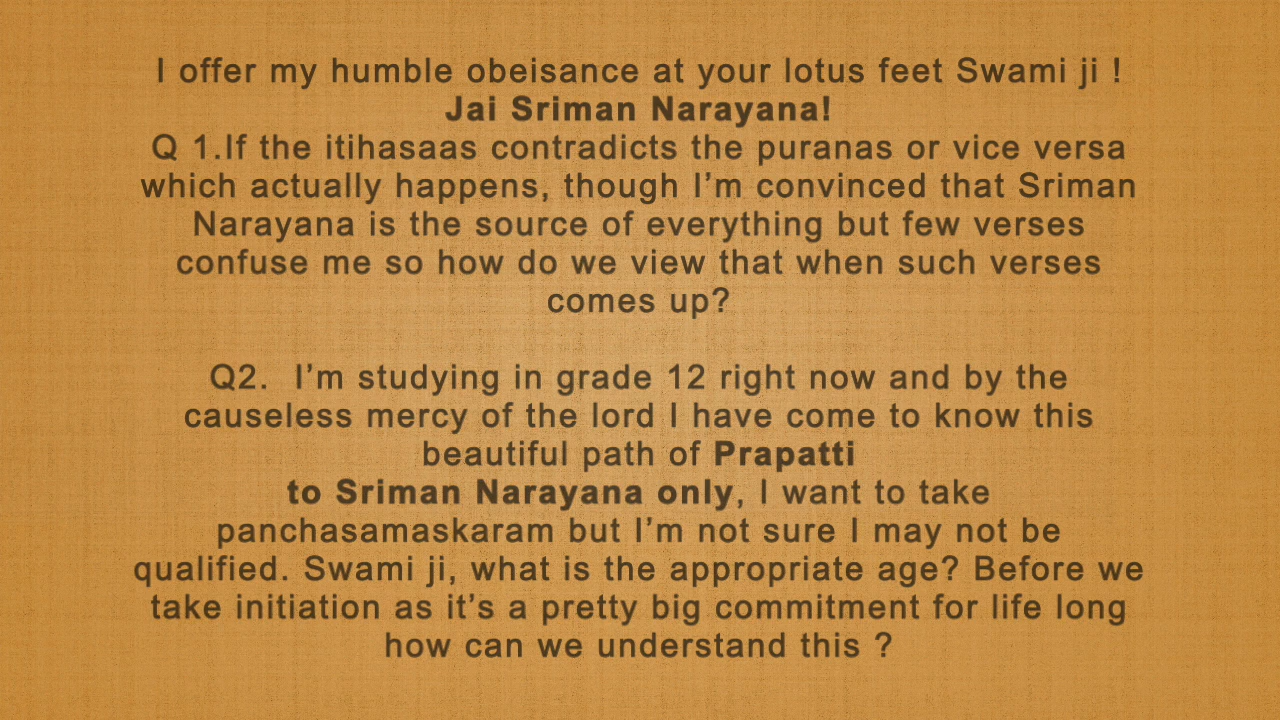 I offer my humble obeisance at your lotus feet Swami ji !
Jai Sriman Narayana!
Q 1.If the itihasaas contradicts the puranas or vice versa
which actually happens, though I’m convinced that Sriman
Narayana is the source of everything but few verses
confuse me so how do we view that when such verses
comes up?
Q2.  I’m studying in grade 12 right now and by the
causeless mercy of the lord I have come to know this
beautiful path of Prapatti
to Sriman Narayana only, I want to take
panchasamaskaram but I’m not sure I may not be
qualified. Swami ji, what is the appropriate age? Before we
take initiation as it’s a pretty big commitment for life long
how can we understand this ?